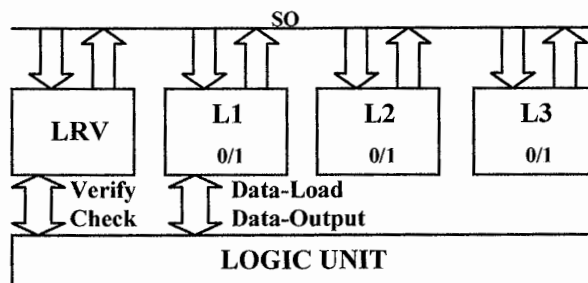 SO
LRV
L1
0/1
L2
0/1
L3
0/1
Verify
Check
Data-Load
Data-Output
LOGIC UNIT